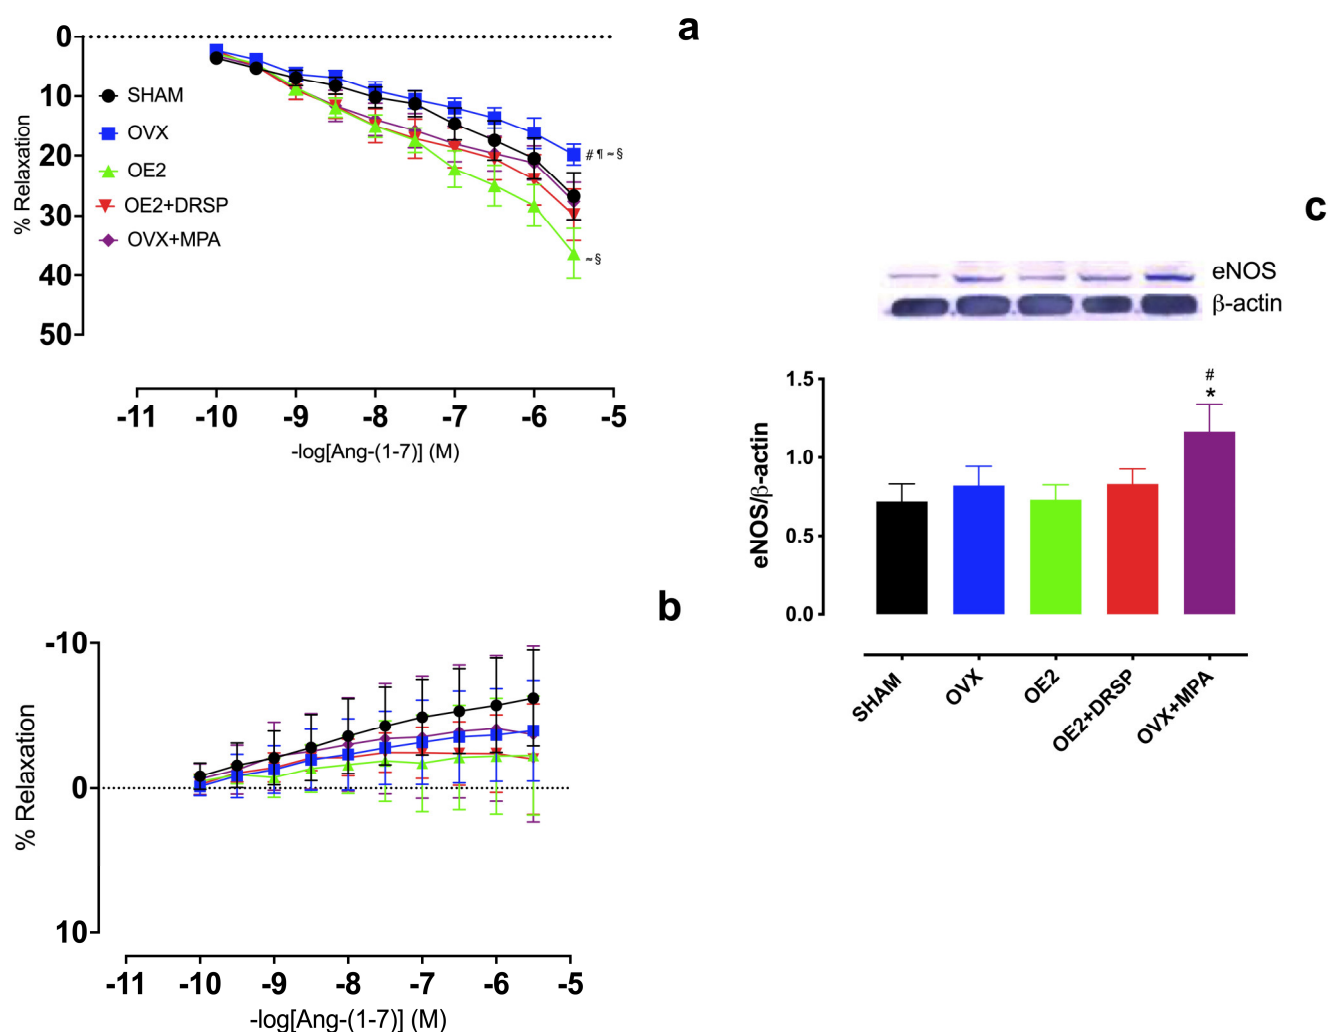 a
0
10
20
30
40
50
% Relaxation
SHAM
OVX
OE2
OE2+DRSP
OVX+MPA
# ¶ ~ §
~ §
-11 -10 -9 -8 -7 -6 -5
-log[Ang-(1-7)] (M)
b
-10
0
10
% Relaxation
-11 -10 -9 -8 -7 -6 -5
-log[Ang-(1-7)] (M)
c
eNOS
β-actin
1.5
1.0
0.5
0.0
eNOS/β-actin
#
*
SHAM
OVX
OE2
OE2+DRSP
OVX+MPA